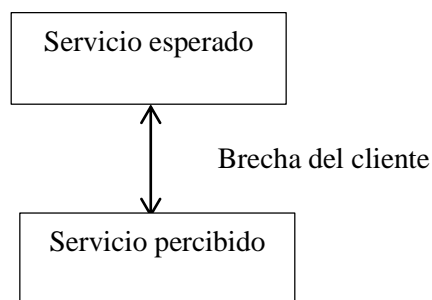 Servicio esperado
Brecha del cliente
Servicio percibido